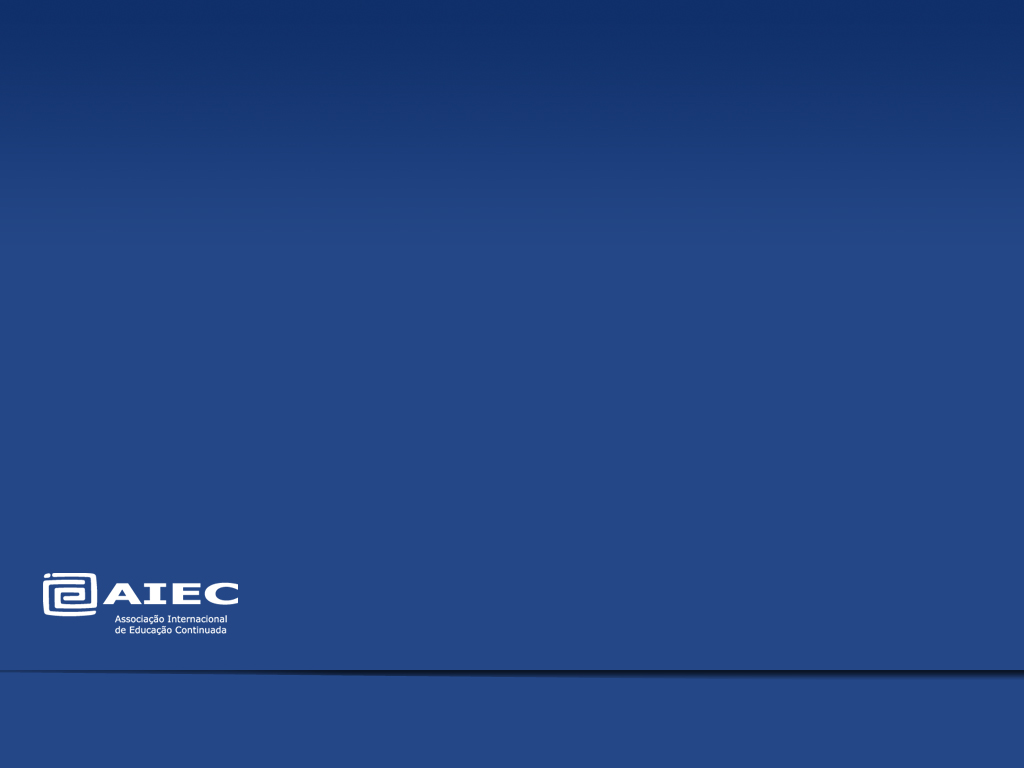 AIEC
Associação Internacional
de Educação Continuada